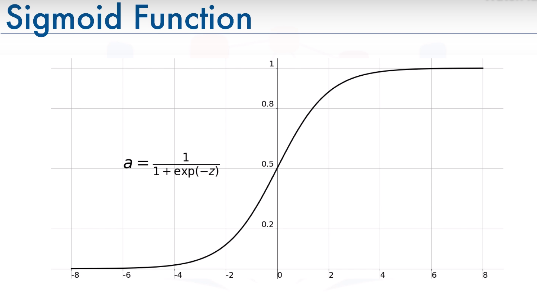 Sigmoid Function
1
0.8
a = 1 / (1 + exp(−z))
0.5
0.2
-8 -6 -4 -2 0 2 4 6 8